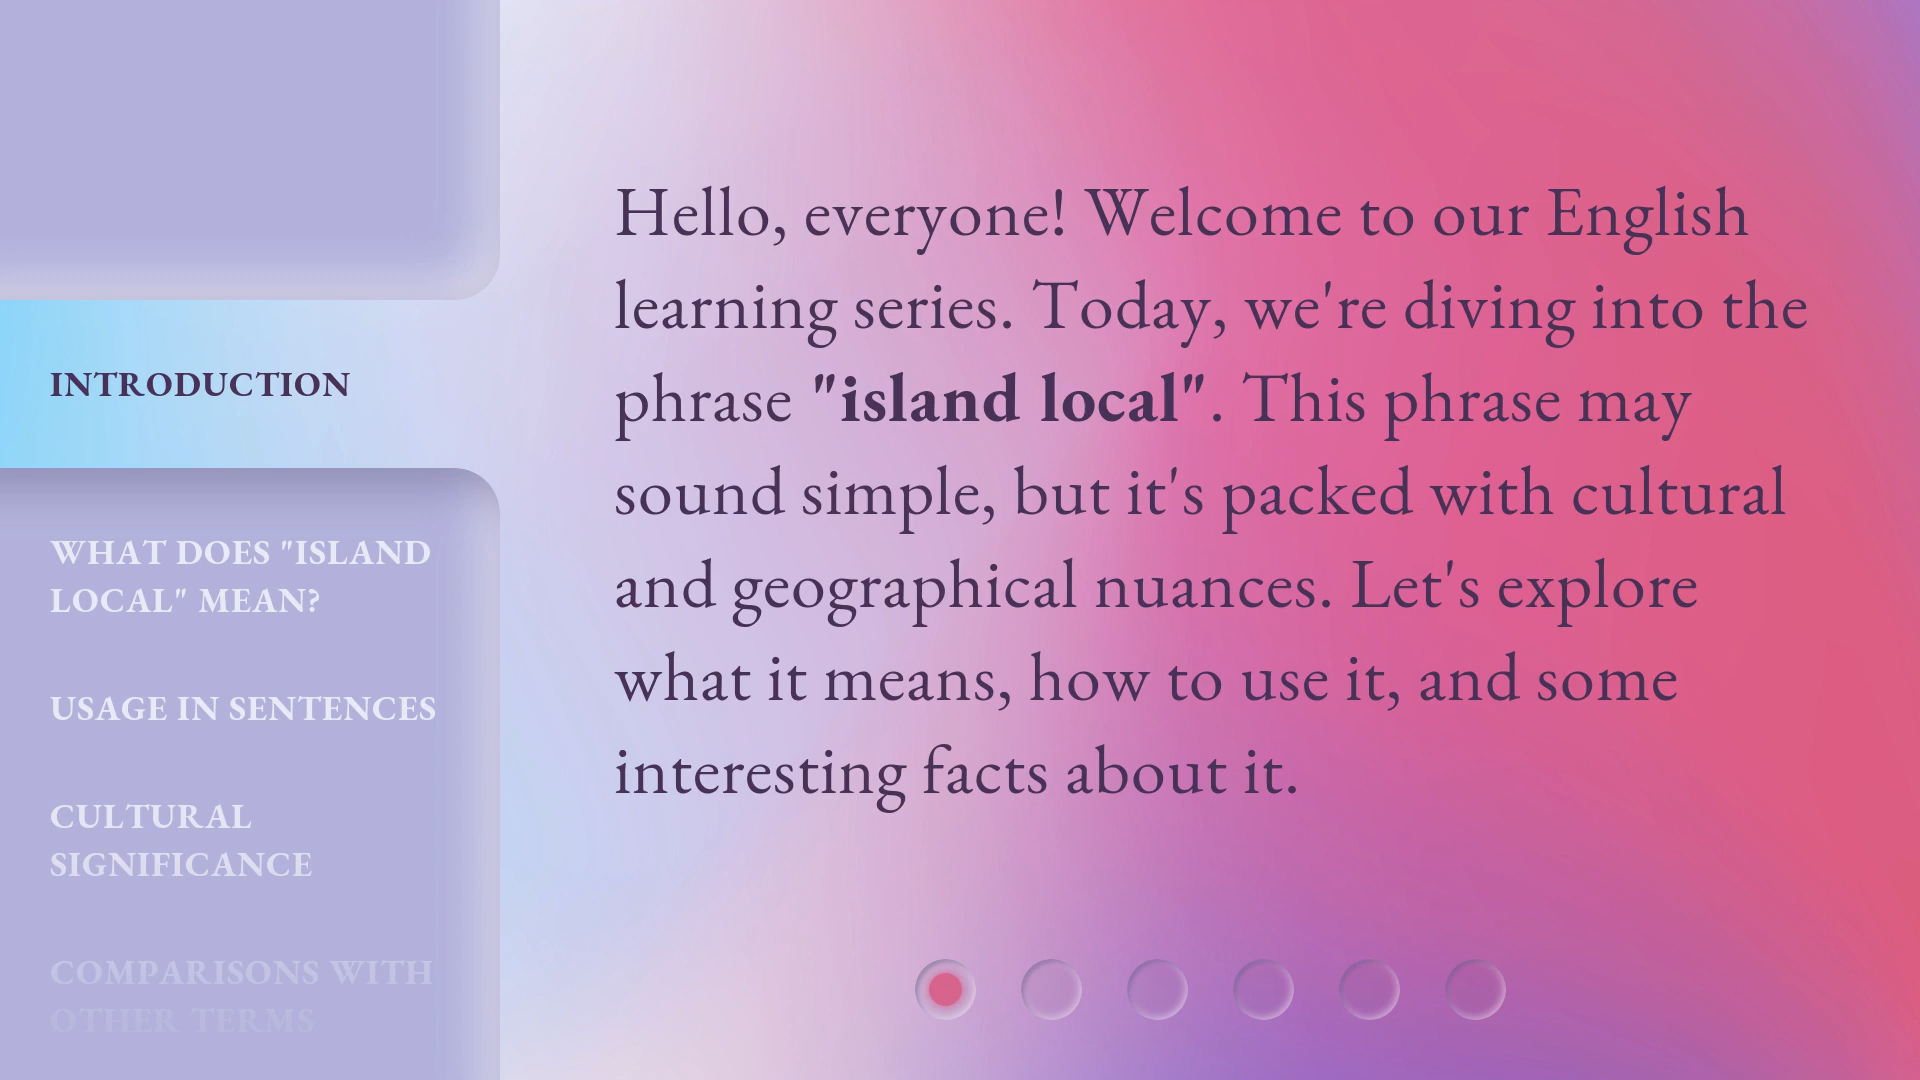 INTRODUCTION
WHAT DOES "ISLAND
LOCAL" MEAN?
USAGE IN SENTENCES
CULTURAL
SIGNIFICANCE
COMPARISONS WITH
OTHER TERMS
Hello, everyone! Welcome to our English
learning series. Today, we're diving into the
phrase "island local". This phrase may
sound simple, but it's packed with cultural
and geographical nuances. Let's explore
what it means, how to use it, and some
interesting facts about it.